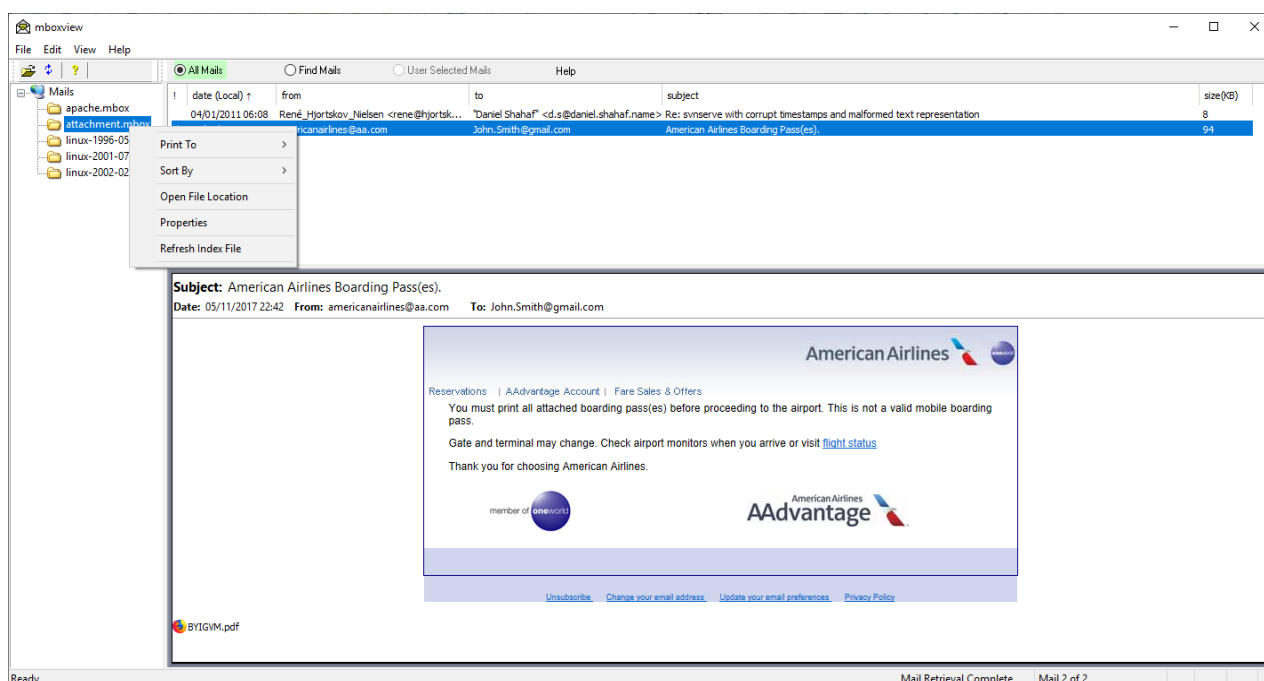 mboxview
File Edit View Help
All Mails Find Mails User Selected Mails Help
Mails
apache.mbox
attachment.mbox
linux-1996-05
linux-2001-07
linux-2002-02
! date (Local) ↑ from to subject size(KB)
04/01/2011 06:08 René_Hjortskov_Nielsen <rene@hjortsk... "Daniel Shahaf" <d.s@daniel.shahaf.name> Re: svnserve with corrupt timestamps and malformed text representation 8
ricanairlines@aa.com John.Smith@gmail.com American Airlines Boarding Pass(es). 94
Print To
Sort By
Open File Location
Properties
Refresh Index File
Subject: American Airlines Boarding Pass(es).
Date: 05/11/2017 22:42 From: americanairlines@aa.com To: John.Smith@gmail.com
American Airlines
oneworld
Reservations | AAdvantage Account | Fare Sales & Offers
You must print all attached boarding pass(es) before proceeding to the airport. This is not a valid mobile boarding
pass.
Gate and terminal may change. Check airport monitors when you arrive or visit flight status
Thank you for choosing American Airlines.
member of oneworld
American Airlines
AAdvantage
Unsubscribe Change your email address Update your email preferences Privacy Policy
BYIGVM.pdf
Ready Mail Retrieval Complete Mail 2 of 2